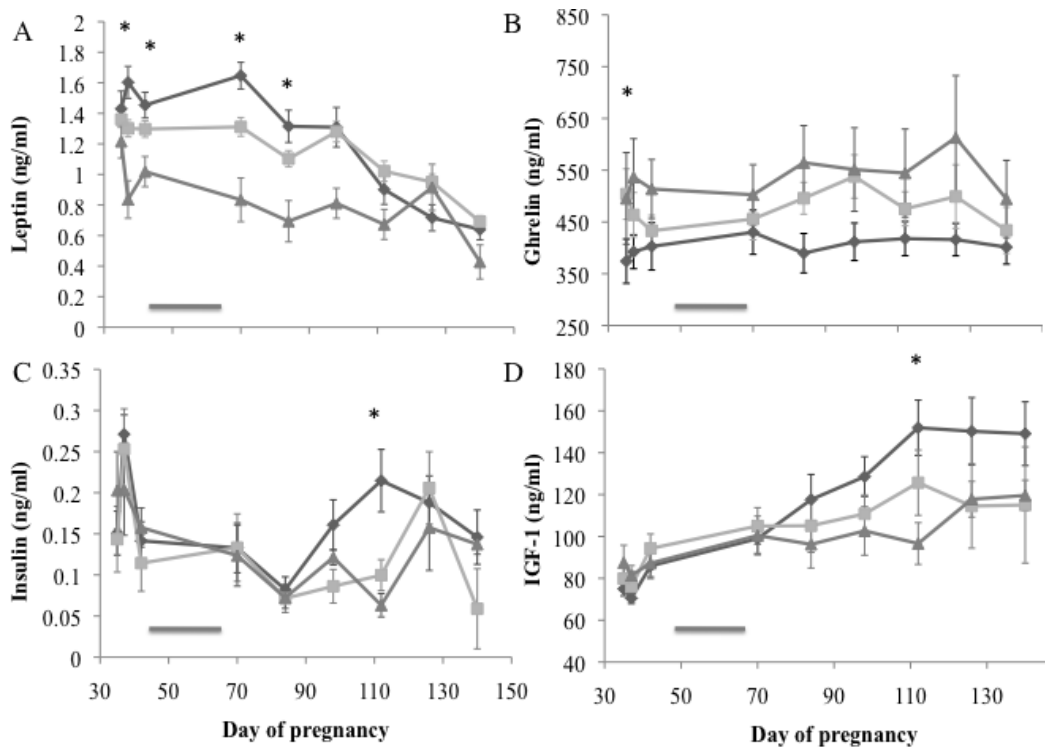 A
Leptin (ng/ml)
2
1.8
1.6
1.4
1.2
1
0.8
0.6
0.4
0.2
0
* * * *
B
Ghrelin (ng/ml)
850
750
650
550
450
350
250
*
C
Insulin (ng/ml)
0.35
0.3
0.25
0.2
0.15
0.1
0.05
0
*
30 50 70 90 110 130 150
Day of pregnancy
D
IGF-1 (ng/ml)
180
160
140
120
100
80
60
40
*
30 50 70 90 110 130
Day of pregnancy